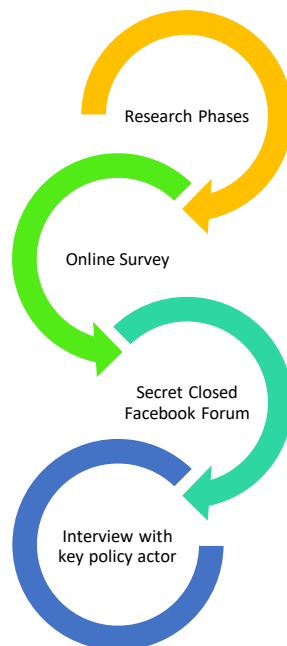 Research Phases
Online Survey
Secret Closed
Facebook Forum
Interview with
key policy actor